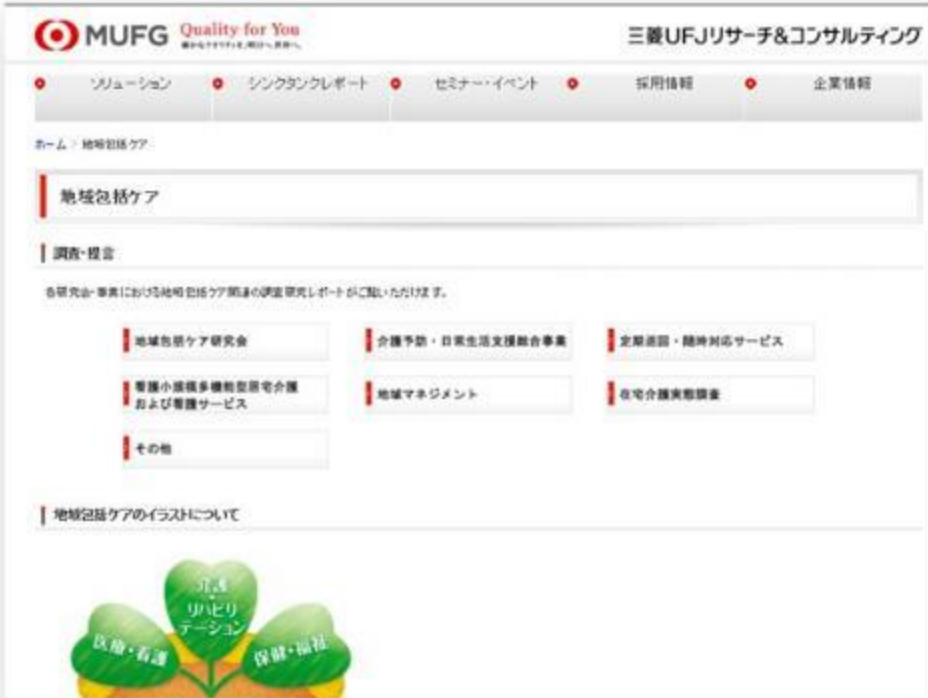 MUFG Quality for You
三菱UFJリサーチ&コンサルティング
ソリューション シンクタンクレポート セミナー・イベント 採用情報 企業情報
ホーム > 地域包括ケア
地域包括ケア
調査・提言
各研究会・事業における地域包括ケア関連の調査研究レポートがご覧いただけます。
地域包括ケア研究会 介護予防・日常生活支援総合事業 定期巡回・随時対応サービス
看護小規模多機能型居宅介護
および看護サービス
地域マネジメント 在宅介護実態調査
その他
地域包括ケアのイラストについて
介護
・
リハビリ
テーション
医療・看護 保健・福祉